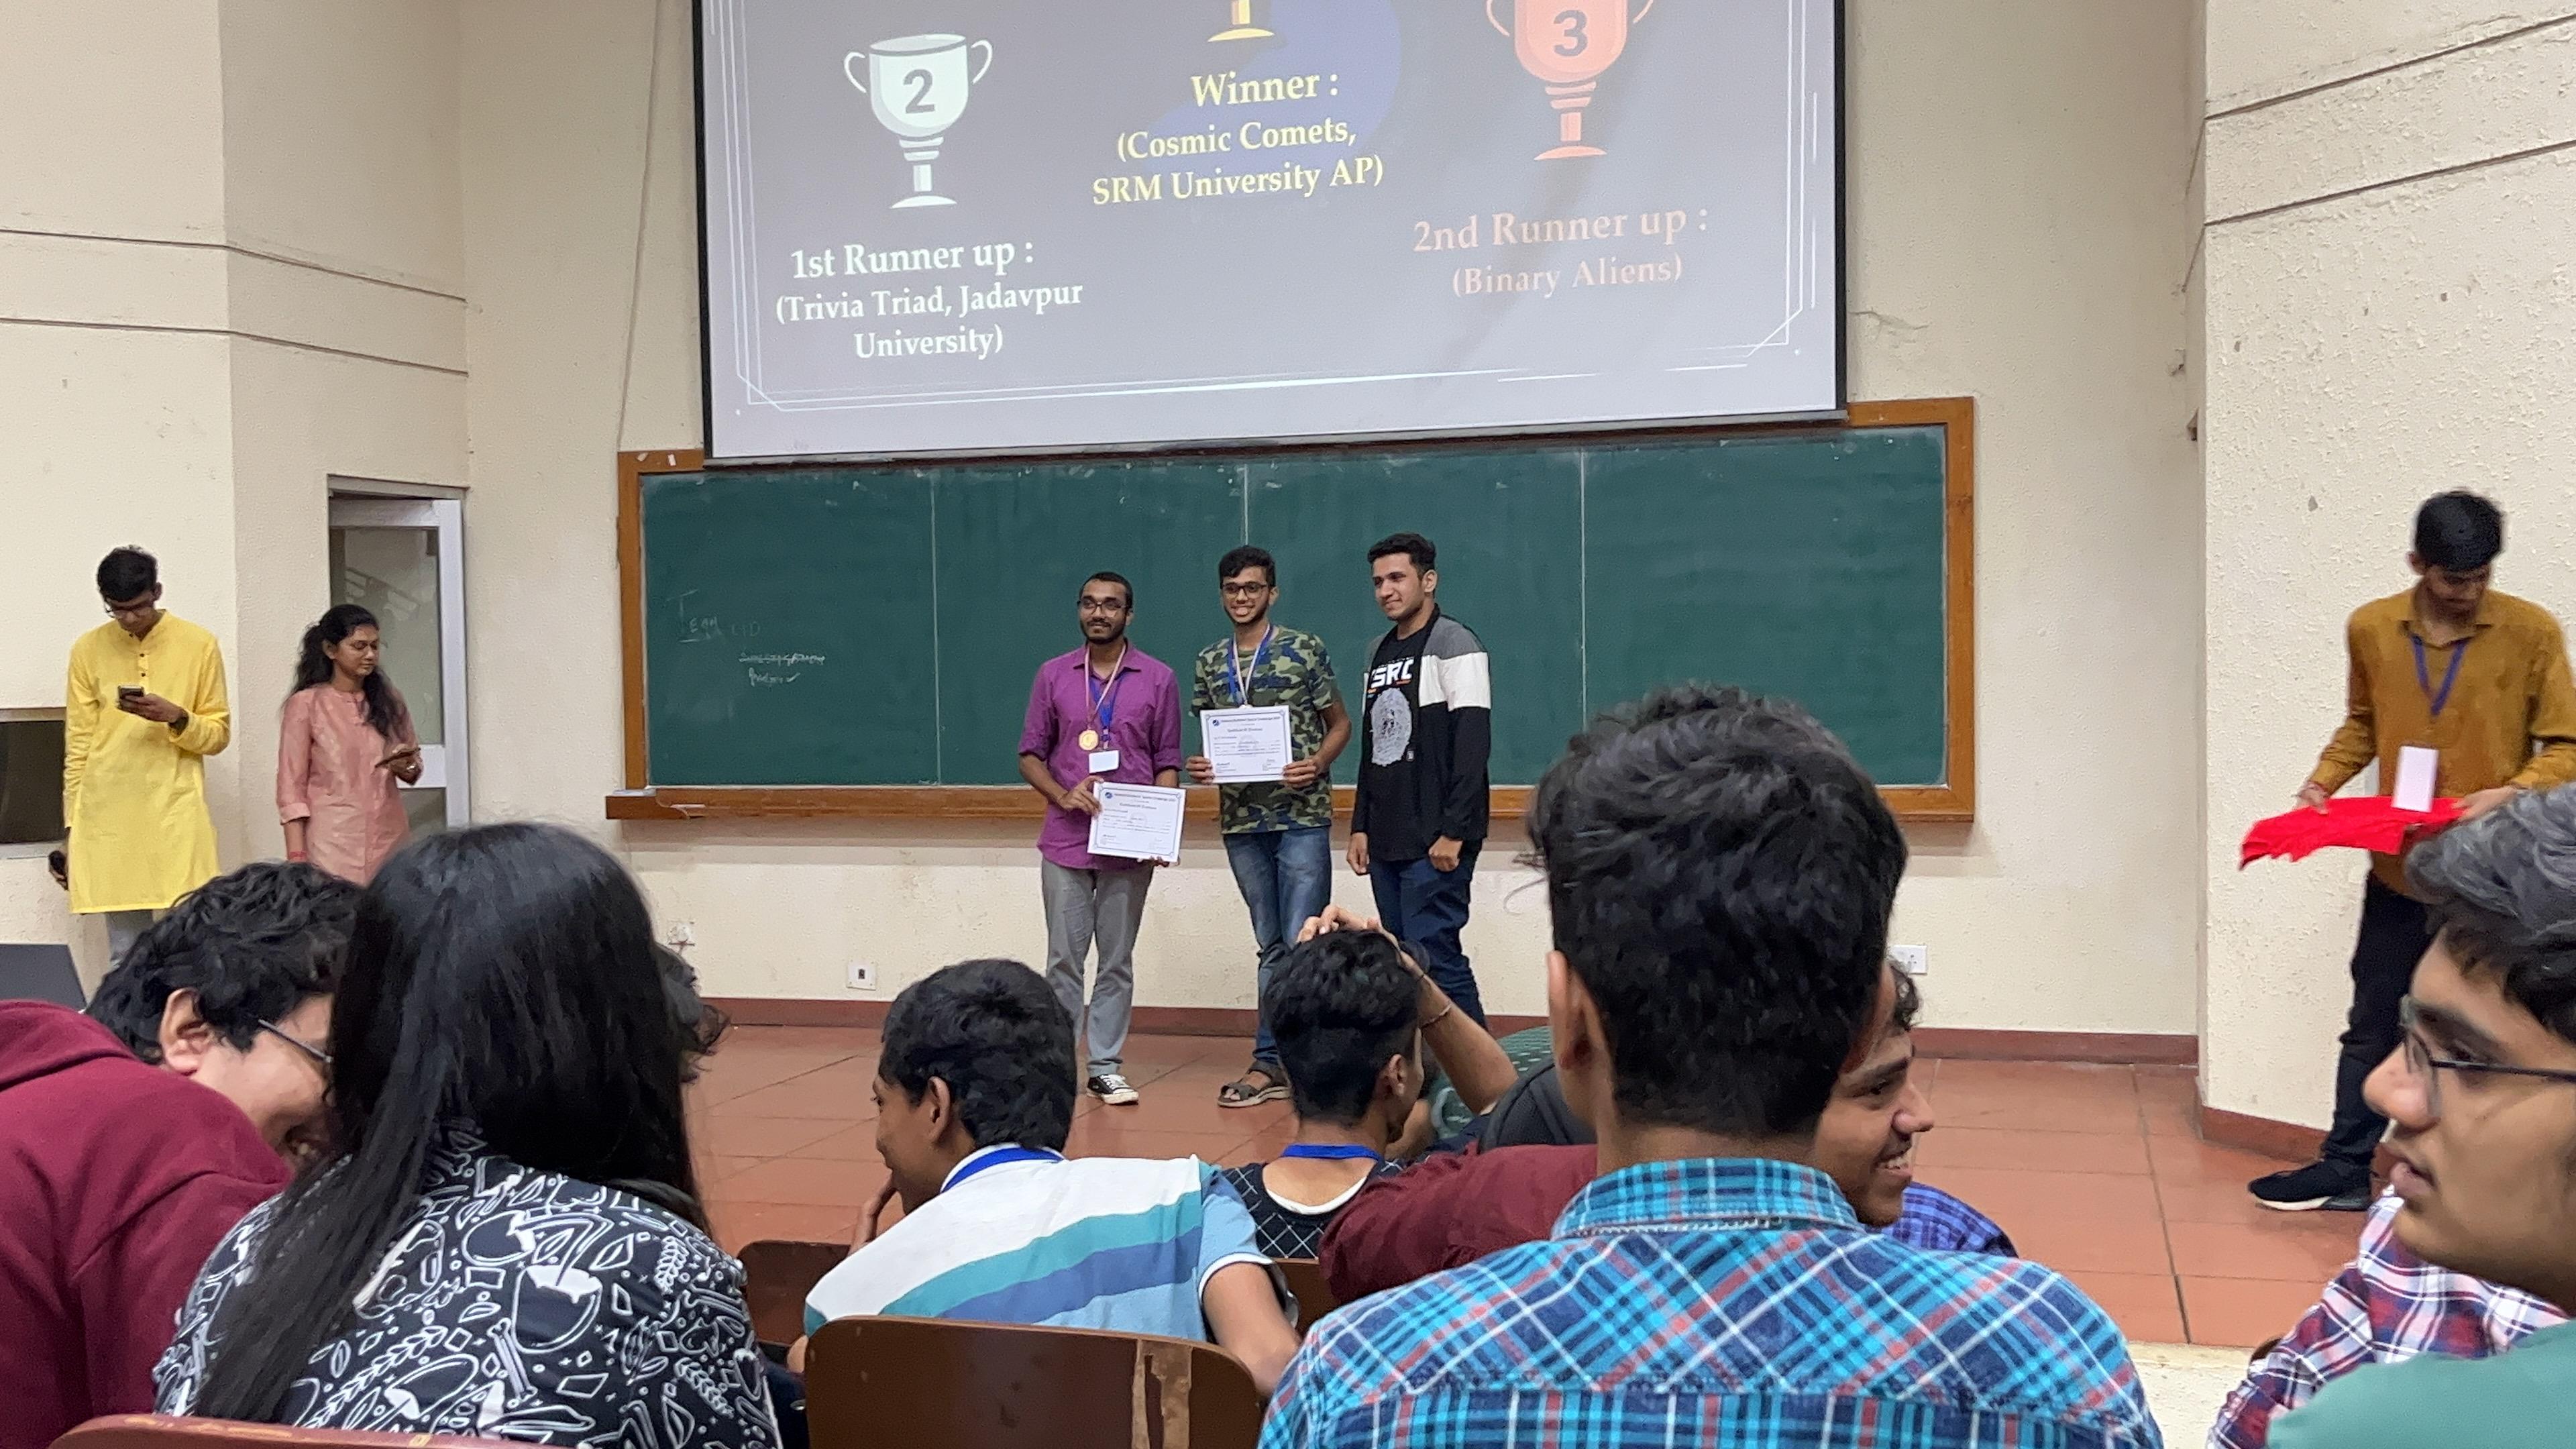 2
Winner :
(Cosmic Comets,
SRM University AP)
3
1st Runner up :
(Trivia Triad, Jadavpur
University)
2nd Runner up :
(Binary Aliens)
Team
SRC